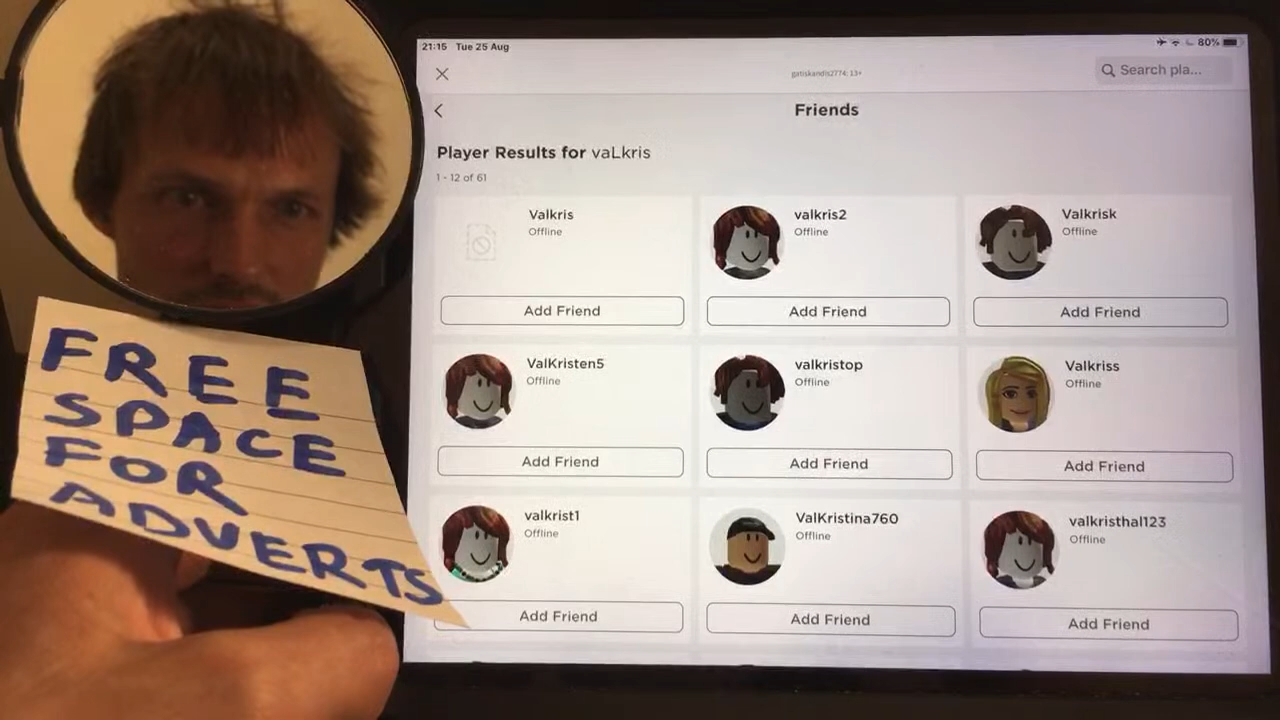 21:15 Tue 25 Aug
80%
gatiskandis2774: 13+
Search pla...
Friends
Player Results for vaLkris
1 - 12 of 61
Valkris
Offline
Add Friend
valkris2
Offline
Add Friend
Valkrisk
Offline
Add Friend
ValKristen5
Offline
Add Friend
valkristop
Offline
Add Friend
Valkriss
Offline
Add Friend
valkrist1
Offline
Add Friend
ValKristina760
Offline
Add Friend
valkristhal123
Offline
Add Friend
FREE
SPACE
FOR
ADVERTS